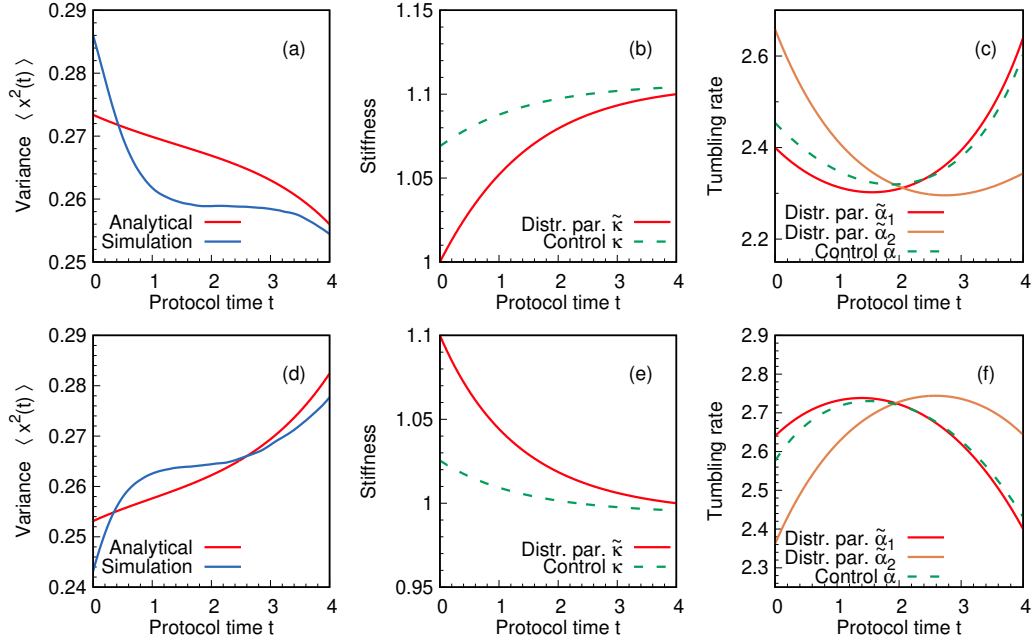 0.29
0.28
0.27
0.26
0.25
0 1 2 3 4
Variance ⟨ x²(t) ⟩
Protocol time t
(a)
Analytical
Simulation
1.15
1.1
1.05
1
0 1 2 3 4
Stiffness
Protocol time t
(b)
Distr. par. κ̃
Control κ
2.6
2.4
2.2
0 1 2 3 4
Tumbling rate
Protocol time t
(c)
Distr. par. α̃₁
Distr. par. α̃₂
Control α
0.29
0.28
0.27
0.26
0.25
0.24
0 1 2 3 4
Variance ⟨ x²(t) ⟩
Protocol time t
(d)
Analytical
Simulation
1.1
1.05
1
0.95
0 1 2 3 4
Stiffness
Protocol time t
(e)
Distr. par. κ̃
Control κ
2.9
2.8
2.7
2.6
2.5
2.4
2.3
0 1 2 3 4
Tumbling rate
Protocol time t
(f)
Distr. par. α̃₁
Distr. par. α̃₂
Control α